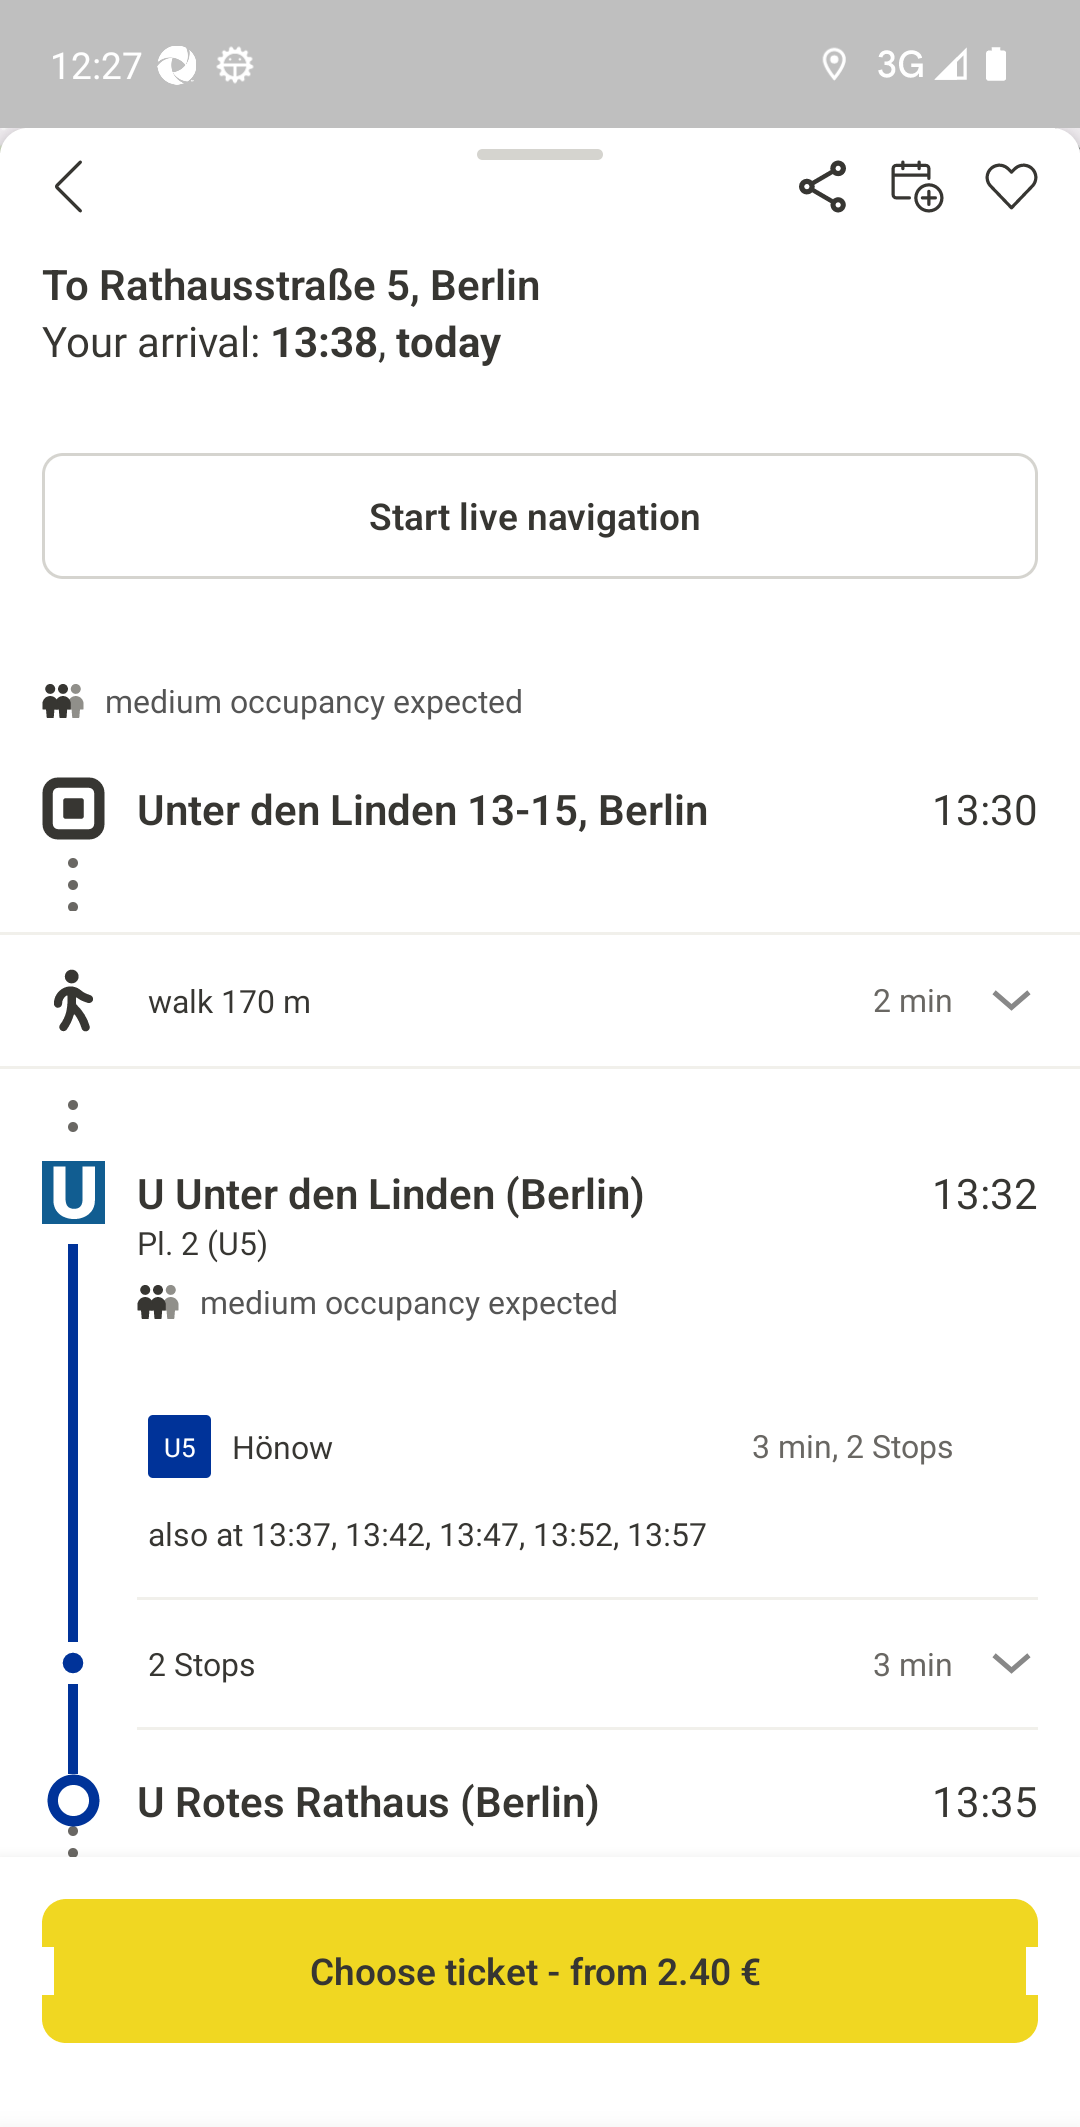 12:27
3G
To Rathausstraße 5, Berlin
Your arrival: 13:38, today
Start live navigation
medium occupancy expected
Unter den Linden 13-15, Berlin 13:30
walk 170 m 2 min
U
U Unter den Linden (Berlin) 13:32
Pl. 2 (U5)
medium occupancy expected
U5 Hönow 3 min, 2 Stops
also at 13:37, 13:42, 13:47, 13:52, 13:57
2 Stops 3 min
U Rotes Rathaus (Berlin) 13:35
Choose ticket - from 2.40 €